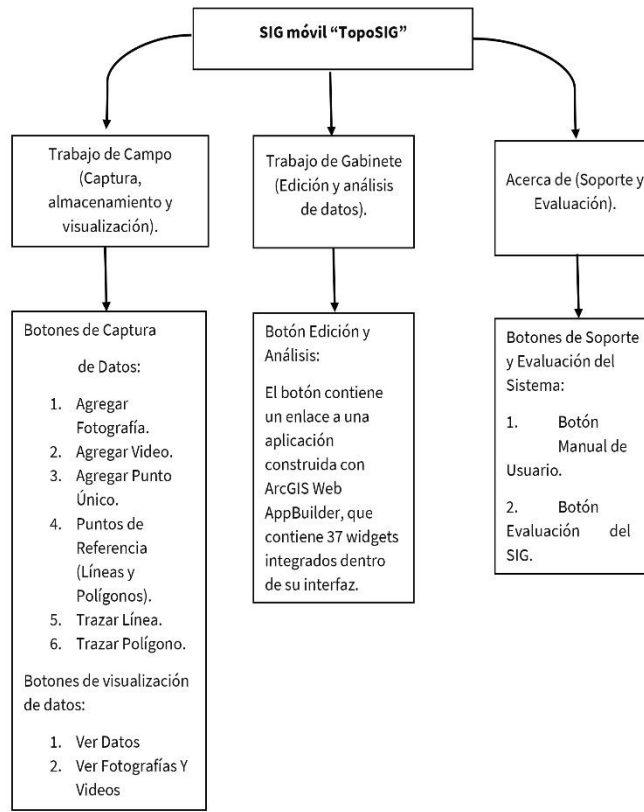 SIG móvil “TopoSIG”
Trabajo de Campo
(Captura,
almacenamiento y
visualización).
Trabajo de Gabinete
(Edición y análisis
de datos).
Acerca de (Soporte y
Evaluación).
Botones de Captura
de Datos:
1. Agregar
Fotografía.
2. Agregar Video.
3. Agregar Punto
Único.
4. Puntos de
Referencia
(Líneas y
Polígonos).
5. Trazar Línea.
6. Trazar Polígono.
Botones de visualización
de datos:
1. Ver Datos
2. Ver Fotografías Y
Videos
Botón Edición y
Análisis:
El botón contiene
un enlace a una
aplicación
construida con
ArcGIS Web
AppBuilder, que
contiene 37 widgets
integrados dentro
de su interfaz.
Botones de Soporte
y Evaluación del
Sistema:
1. Botón
Manual de
Usuario.
2. Botón
Evaluación del
SIG.